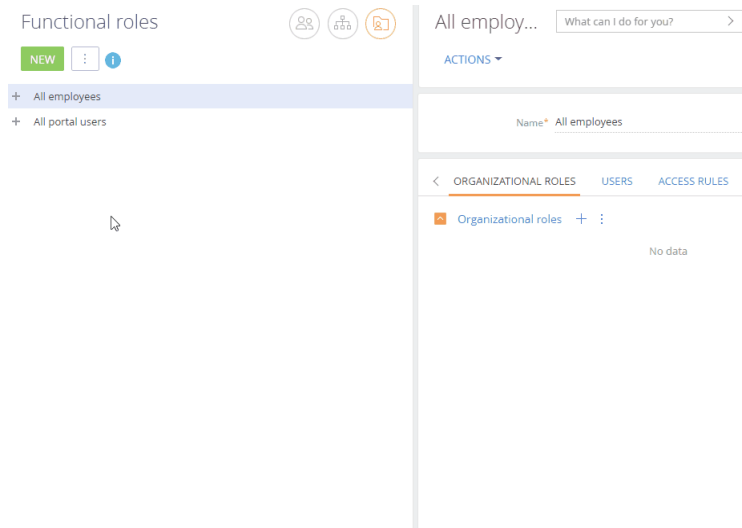 Functional roles
NEW
All employees
All portal users
All employ...
What can I do for you?
ACTIONS
Name* All employees
ORGANIZATIONAL ROLES USERS ACCESS RULES
Organizational roles
No data